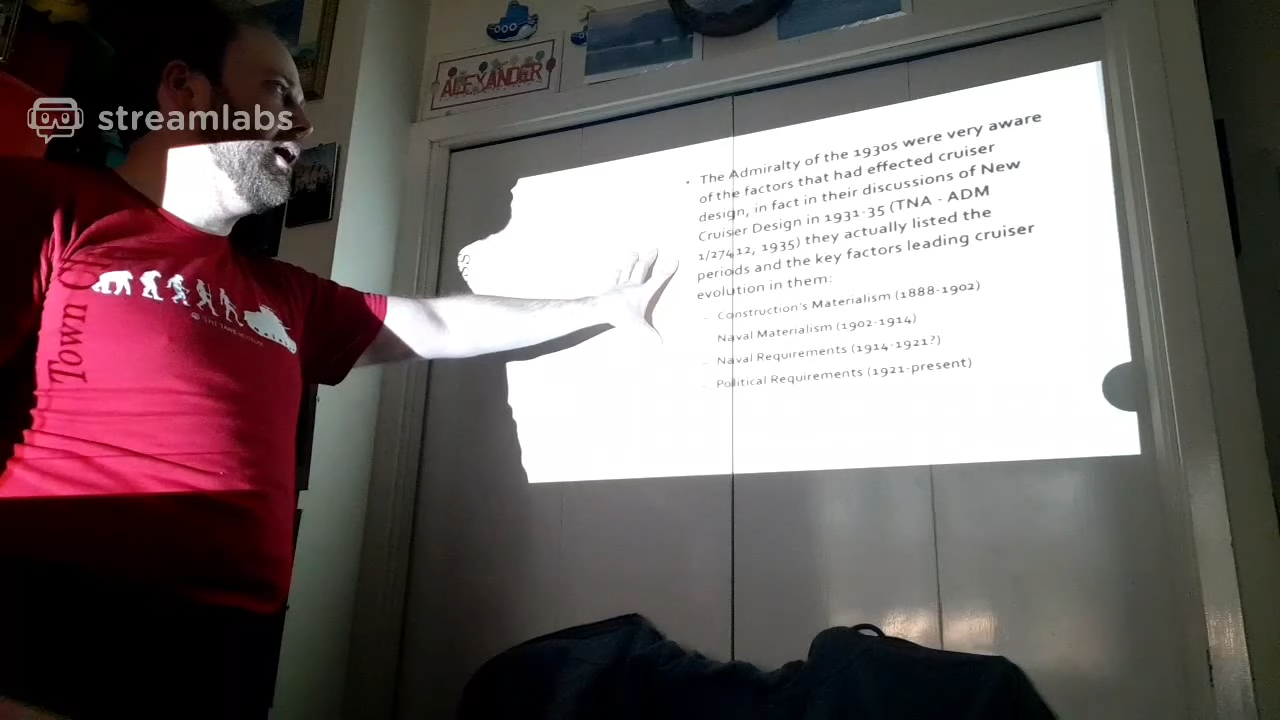 streamlabs
ALEXANDER
• The Admiralty of the 1930s were very aware
of the factors that had effected cruiser
design, in fact in their discussions of New
Cruiser Design in 1931-35 (TNA - ADM
1/27412, 1935) they actually listed the
periods and the key factors leading cruiser
evolution in them:
– Construction's Materialism (1888-1902)
Naval Materialism (1902-1914)
– Naval Requirements (1914-1921?)
– Political Requirements (1921-present)
Town
THE TANK MUSEUM